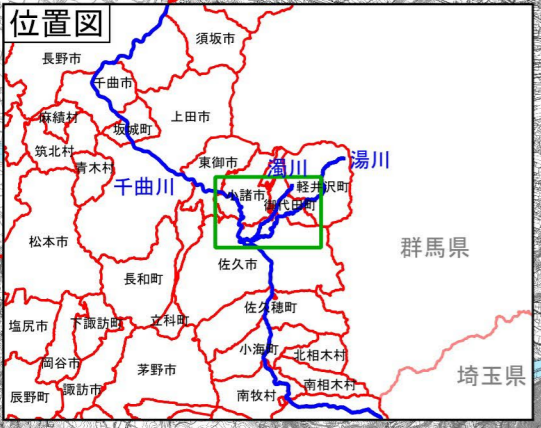 位置図
須坂市
長野市
千曲市
麻績村
坂城町
上田市
筑北村
青木村
東御市
濁川
湯川
千曲川
小諸市
軽井沢町
御代田町
群馬県
松本市
佐久市
長和町
佐久穂町
塩尻市
下諏訪町
立科町
小海町
北相木村
岡谷市
茅野市
埼玉県
辰野町
諏訪市
南牧村
南相木村